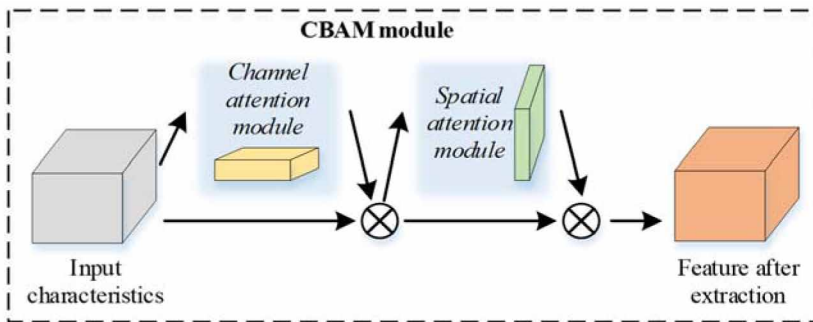 CBAM module
Channel
attention
module
Spatial
attention
module
Input
characteristics
Feature after
extraction